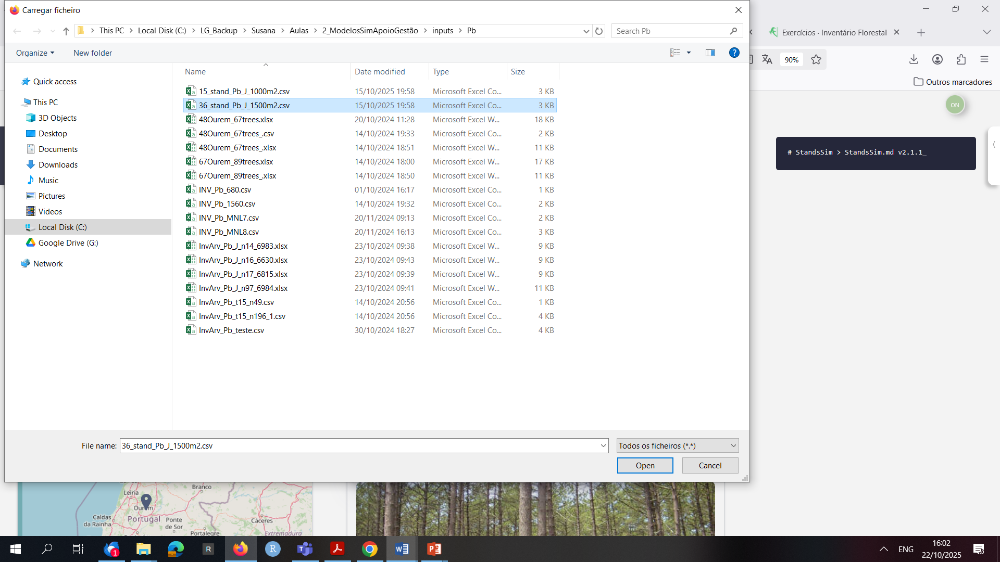 Carregar ficheiro
This PC
Local Disk (C:)
LG_Backup
Susana
Aulas
2_ModelosSimApoioGestão
inputs
Pb
Search Pb
Organize
New folder
Name
Date modified
Type
Size
Quick access
This PC
3D Objects
Desktop
Documents
Downloads
Music
Pictures
Videos
Local Disk (C:)
Google Drive (G:)
Network
15_stand_Pb_J_1000m2.csv 15/10/2025 19:58 Microsoft Excel Co... 3 KB
36_stand_Pb_J_1500m2.csv 15/10/2025 19:58 Microsoft Excel Co... 3 KB
48Ourem_67trees.xlsx 20/10/2024 11:28 Microsoft Excel W... 18 KB
48Ourem_67trees_.csv 14/10/2024 19:33 Microsoft Excel Co... 2 KB
48Ourem_67trees_.xlsx 14/10/2024 18:51 Microsoft Excel W... 11 KB
67Ourem_89trees.xlsx 14/10/2024 18:00 Microsoft Excel W... 17 KB
67Ourem_89trees_.xlsx 14/10/2024 18:50 Microsoft Excel W... 11 KB
INV_Pb_680.csv 01/10/2024 16:17 Microsoft Excel Co... 1 KB
INV_Pb_1560.csv 14/10/2024 19:32 Microsoft Excel Co... 2 KB
INV_Pb_MNL7.csv 20/11/2024 09:13 Microsoft Excel Co... 2 KB
INV_Pb_MNL8.csv 20/11/2024 16:13 Microsoft Excel Co... 3 KB
InvArv_Pb_J_n14_6983.xlsx 23/10/2024 09:38 Microsoft Excel W... 9 KB
InvArv_Pb_J_n16_6630.xlsx 23/10/2024 09:43 Microsoft Excel W... 9 KB
InvArv_Pb_J_n17_6815.xlsx 23/10/2024 09:39 Microsoft Excel W... 9 KB
InvArv_Pb_J_n97_6984.xlsx 23/10/2024 09:41 Microsoft Excel W... 11 KB
InvArv_Pb_t15_n49.csv 14/10/2024 20:56 Microsoft Excel Co... 1 KB
InvArv_Pb_t15_n196_1.csv 14/10/2024 20:56 Microsoft Excel Co... 4 KB
InvArv_Pb_teste.csv 30/10/2024 18:27 Microsoft Excel Co... 4 KB
File name: 36_stand_Pb_J_1500m2.csv
Todos os ficheiros (*.*)
Open
Cancel
Exercícios · Inventário Florestal
90%
Outros marcadores
ON
# StandsSim > StandsSim.md v2.1.1_
Leiria
Branco
Ourém
Caldas
da Rainha
Portugal
Ponte
de Sor
Cáceres
Portalegre
Extremadura
1
R
R
ENG
16:02
22/10/2025